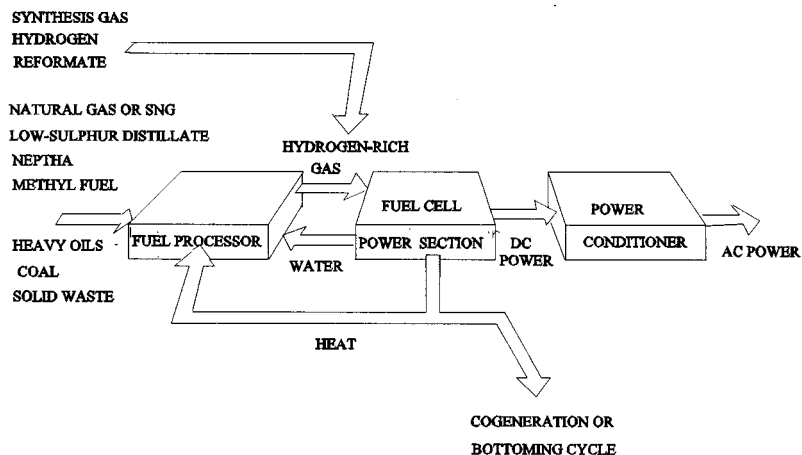 SYNTHESIS GAS
HYDROGEN
REFORMATE
NATURAL GAS OR SNG
LOW-SULPHUR DISTILLATE
NEPTHA
METHYL FUEL
HYDROGEN-RICH
GAS
FUEL CELL
POWER
HEAVY OILS
COAL
SOLID WASTE
FUEL PROCESSOR
WATER
POWER SECTION
DC
POWER
CONDITIONER
AC POWER
HEAT
COGENERATION OR
BOTTOMING CYCLE